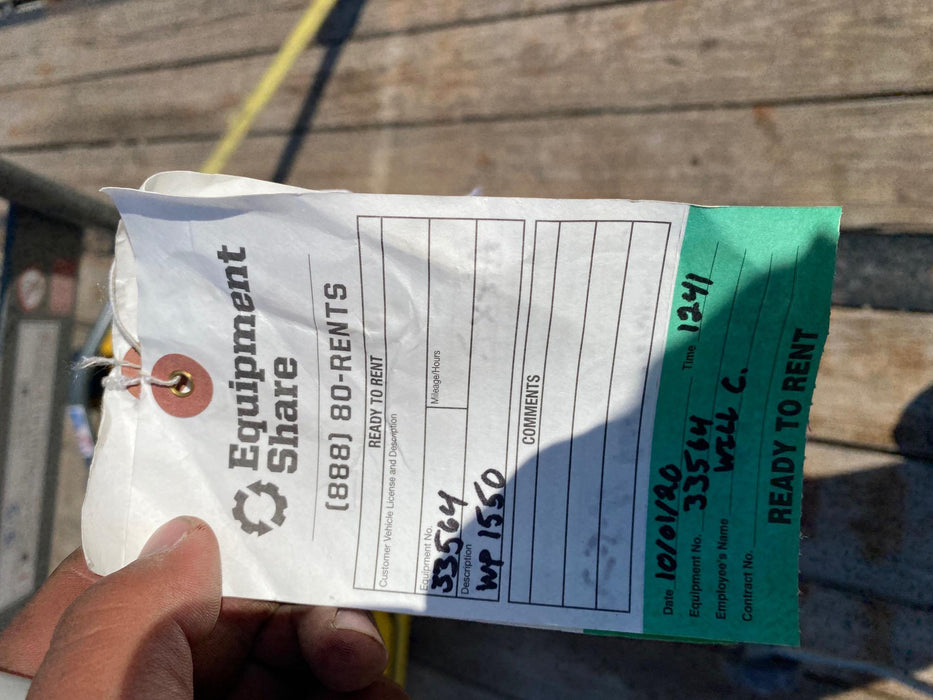 Equipment
Share
(888) 80-RENTS
READY TO RENT
Customer Vehicle License and Description
Equipment No. Mileage/Hours
33564
Description
WP 1550
COMMENTS
Date 10/01/20 Time 1241
Equipment No. 33564
Employee's Name WILL C.
Contract No.
READY TO RENT